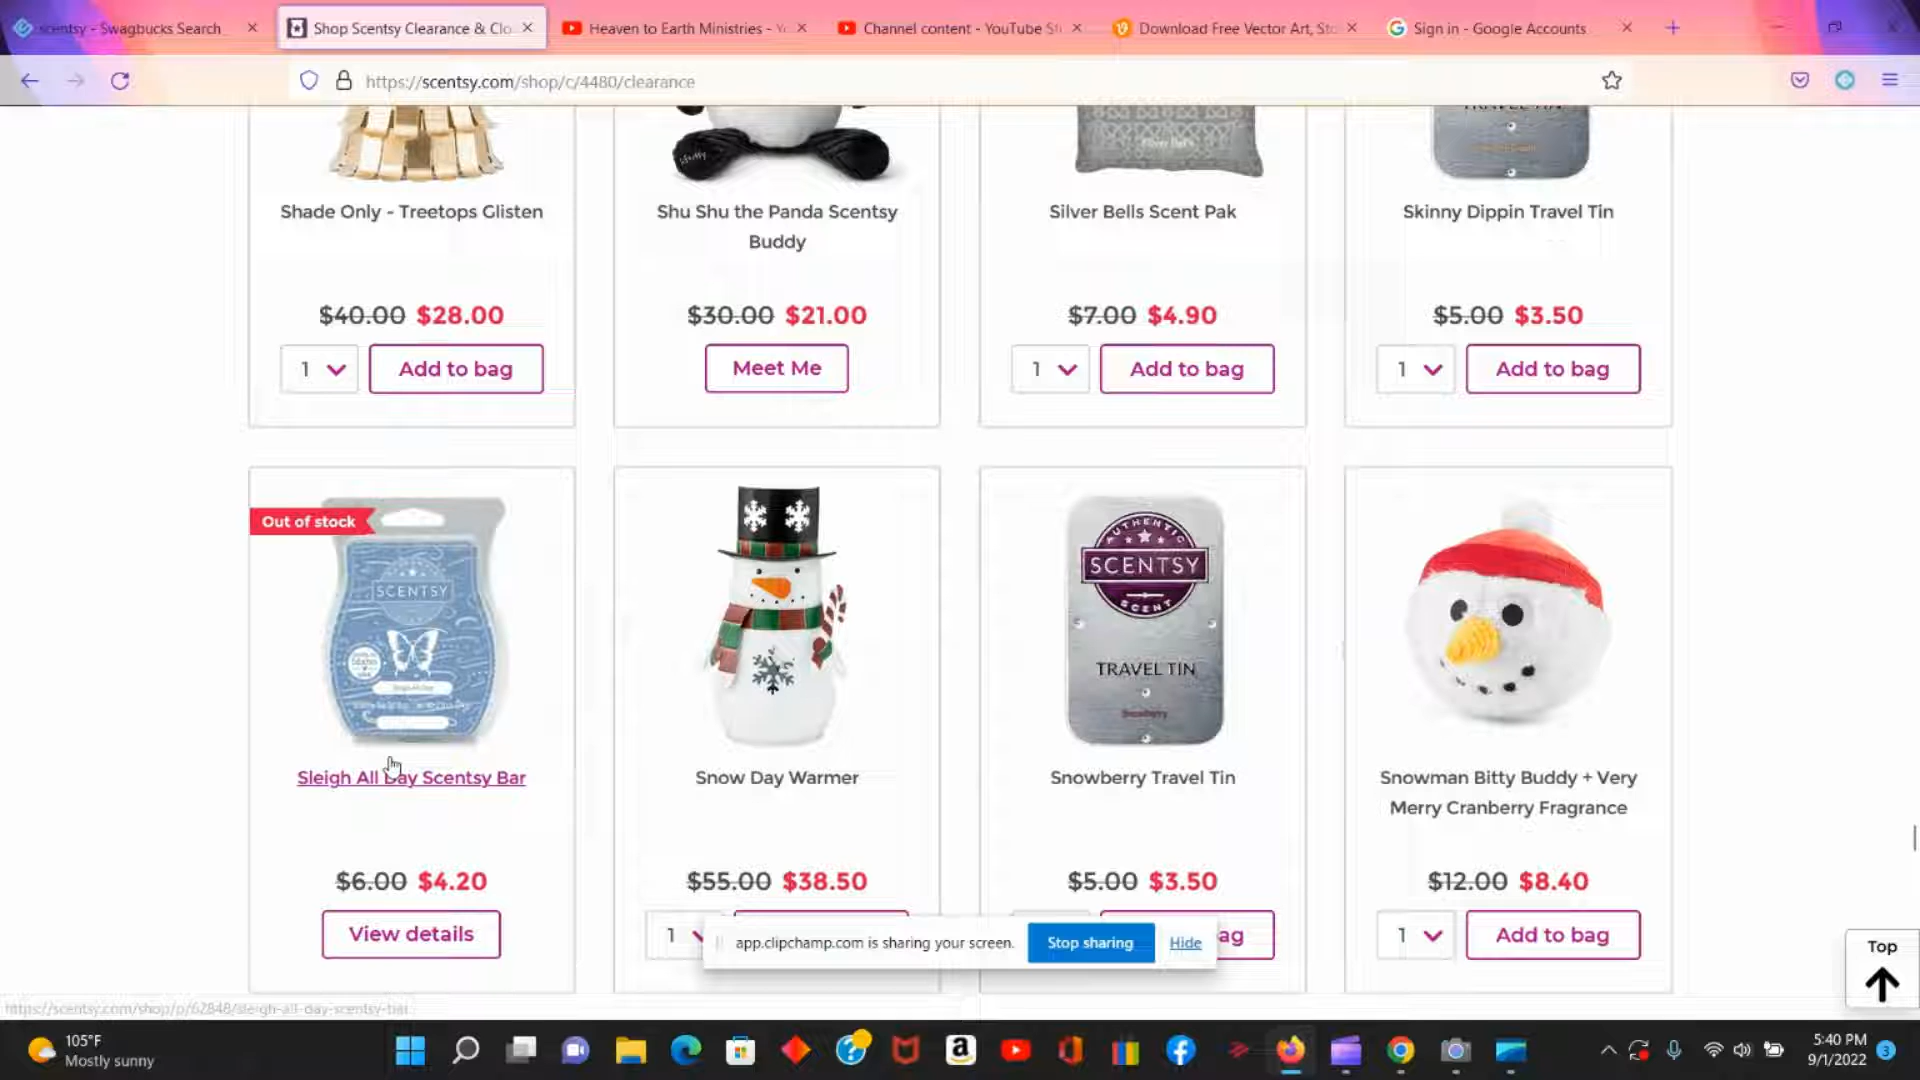 scentsy - Swagbucks Search
Shop Scentsy Clearance & Clo
Heaven to Earth Ministries - Y
Channel content - YouTube St
Download Free Vector Art, Sto
Sign in - Google Accounts
https://scentsy.com/shop/c/4480/clearance
Silver Bells
Shade Only - Treetops Glisten
Shu Shu the Panda Scentsy
Buddy
Silver Bells Scent Pak
Skinny Dippin Travel Tin
$40.00 $28.00
$30.00 $21.00
$7.00 $4.90
$5.00 $3.50
1 Add to bag
Meet Me
1 Add to bag
1 Add to bag
Out of stock
SCENTSY
AUTHENTIC
SCENTSY
SCENT
TRAVEL TIN
Snowberry
Sleigh All Day Scentsy Bar
Snow Day Warmer
Snowberry Travel Tin
Snowman Bitty Buddy + Very
Merry Cranberry Fragrance
$6.00 $4.20
$55.00 $38.50
$5.00 $3.50
$12.00 $8.40
View details
1
ag
1 Add to bag
app.clipchamp.com is sharing your screen.
Stop sharing
Hide
Top
https://scentsy.com/shop/p/62848/sleigh-all-day-scentsy-bar
105°F
Mostly sunny
5:40 PM
9/1/2022
3